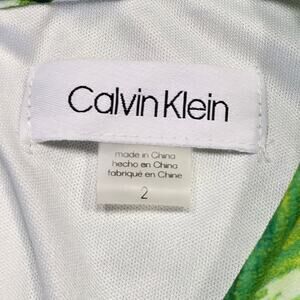 Calvin Klein
made in China
hecho en China
fabriqué en Chine
2